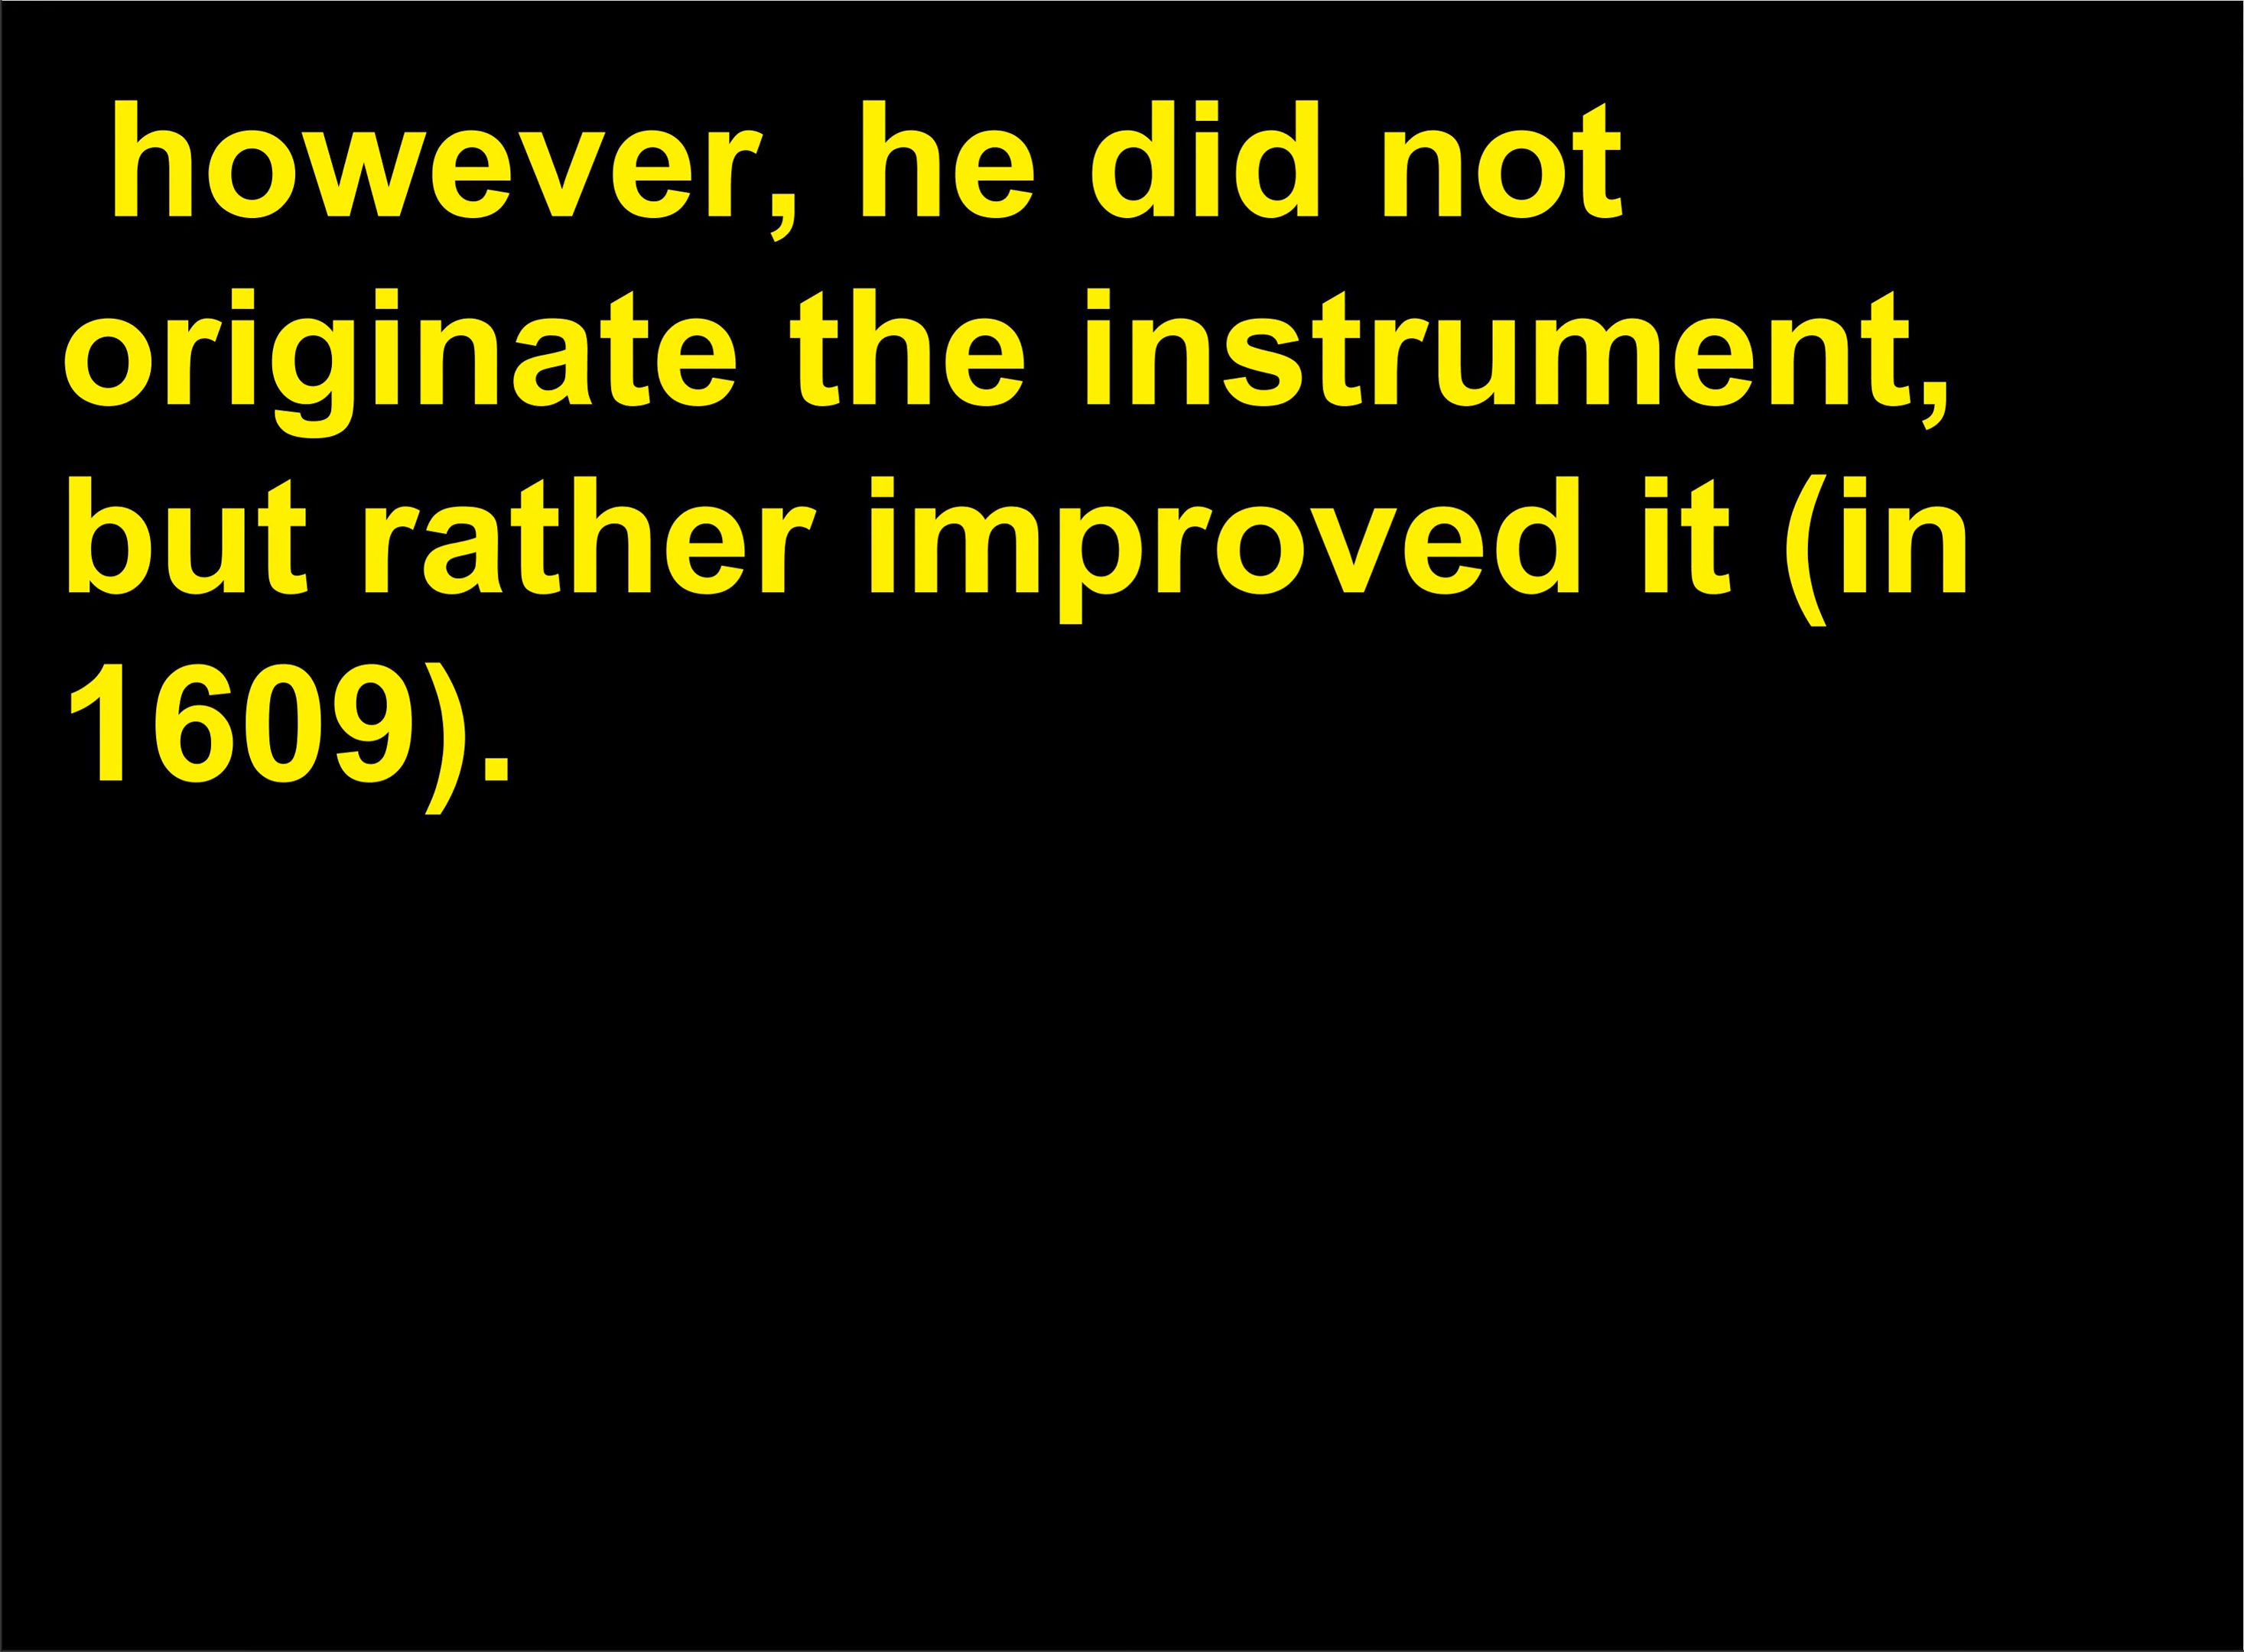 however, he did not
originate the instrument,
but rather improved it (in
1609).